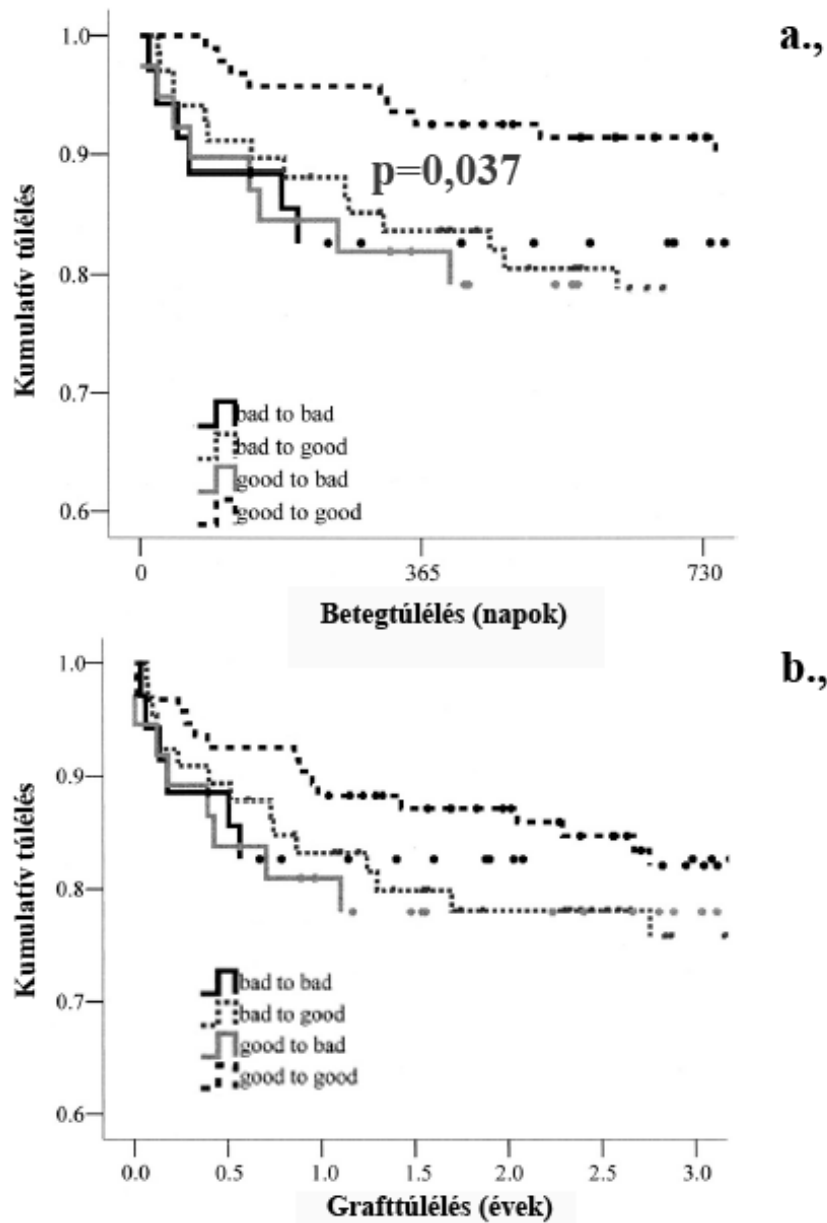 a.,
1.0
0.9
0.8
0.7
0.6
Kumulatív túlélés
p=0,037
bad to bad
bad to good
good to bad
good to good
0 365 730
Betegtúlélés (napok)
b.,
1.0
0.9
0.8
0.7
0.6
Kumulatív túlélés
bad to bad
bad to good
good to bad
good to good
0.0 0.5 1.0 1.5 2.0 2.5 3.0
Grafttúlélés (évek)